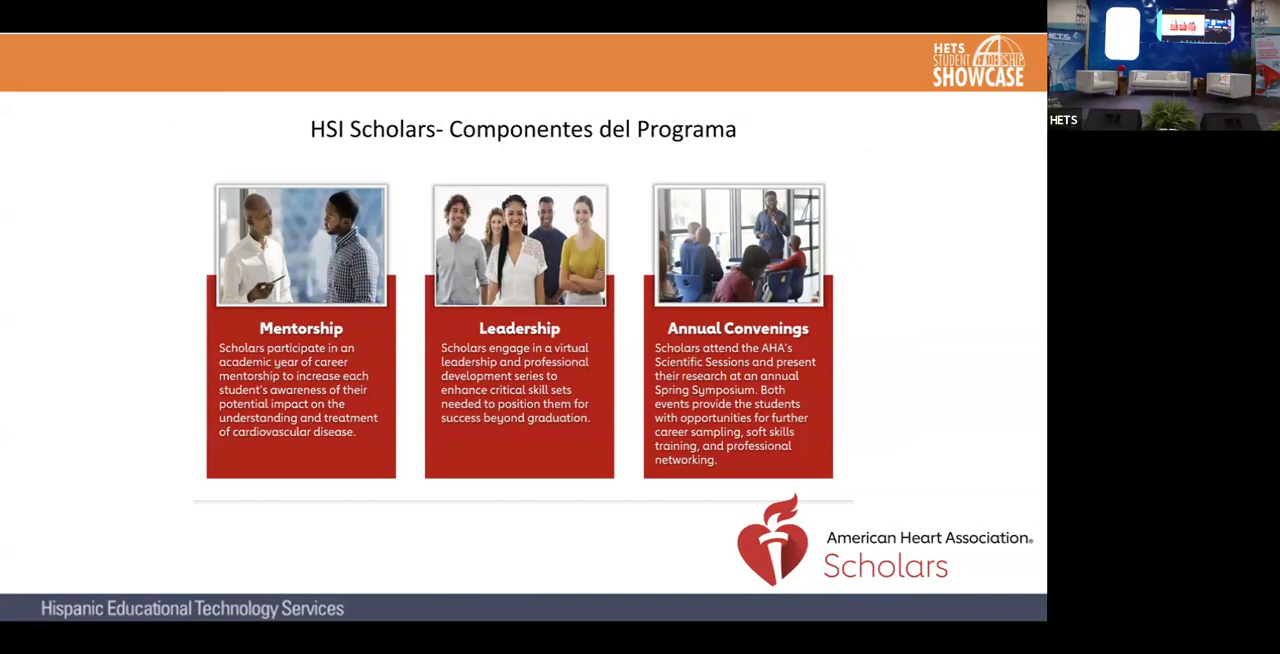 HETS
STUDENT LEADERSHIP
SHOWCASE
HETS
HSI Scholars- Componentes del Programa
Mentorship
Scholars participate in an
academic year of career
mentorship to increase each
student's awareness of their
potential impact on the
understanding and treatment
of cardiovascular disease.
Leadership
Scholars engage in a virtual
leadership and professional
development series to
enhance critical skill sets
needed to position them for
success beyond graduation.
Annual Convenings
Scholars attend the AHA's
Scientific Sessions and present
their research at an annual
Spring Symposium. Both
events provide the students
with opportunities for further
career sampling, soft skills
training, and professional
networking.
American Heart Association®
Scholars
Hispanic Educational Technology Services